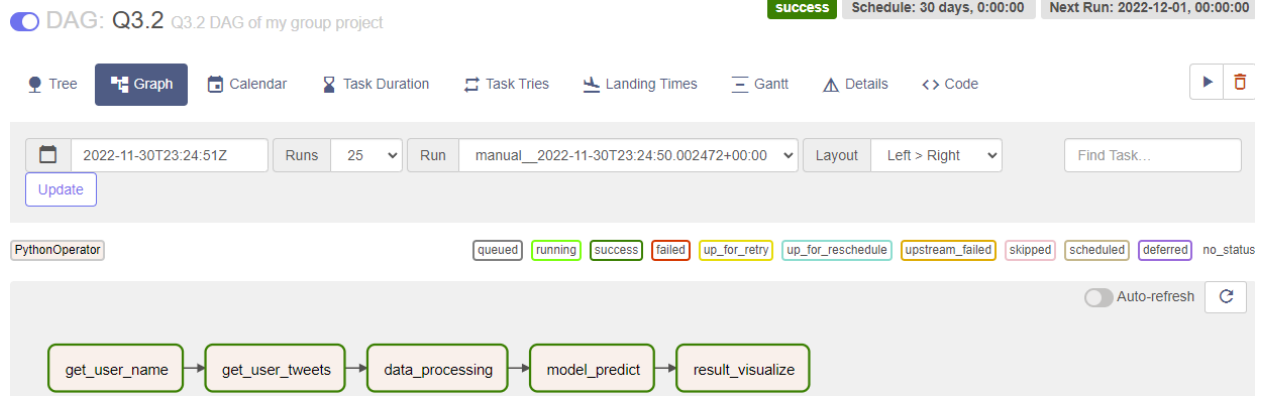 DAG: Q3.2 Q3.2 DAG of my group project success Schedule: 30 days, 0:00:00 Next Run: 2022-12-01, 00:00:00
Tree Graph Calendar Task Duration Task Tries Landing Times Gantt Details <> Code
2022-11-30T23:24:51Z Runs 25 Run manual__2022-11-30T23:24:50.002472+00:00 Layout Left > Right Find Task...
Update
PythonOperator queued running success failed up_for_retry up_for_reschedule upstream_failed skipped scheduled deferred no_status
Auto-refresh
get_user_name get_user_tweets data_processing model_predict result_visualize